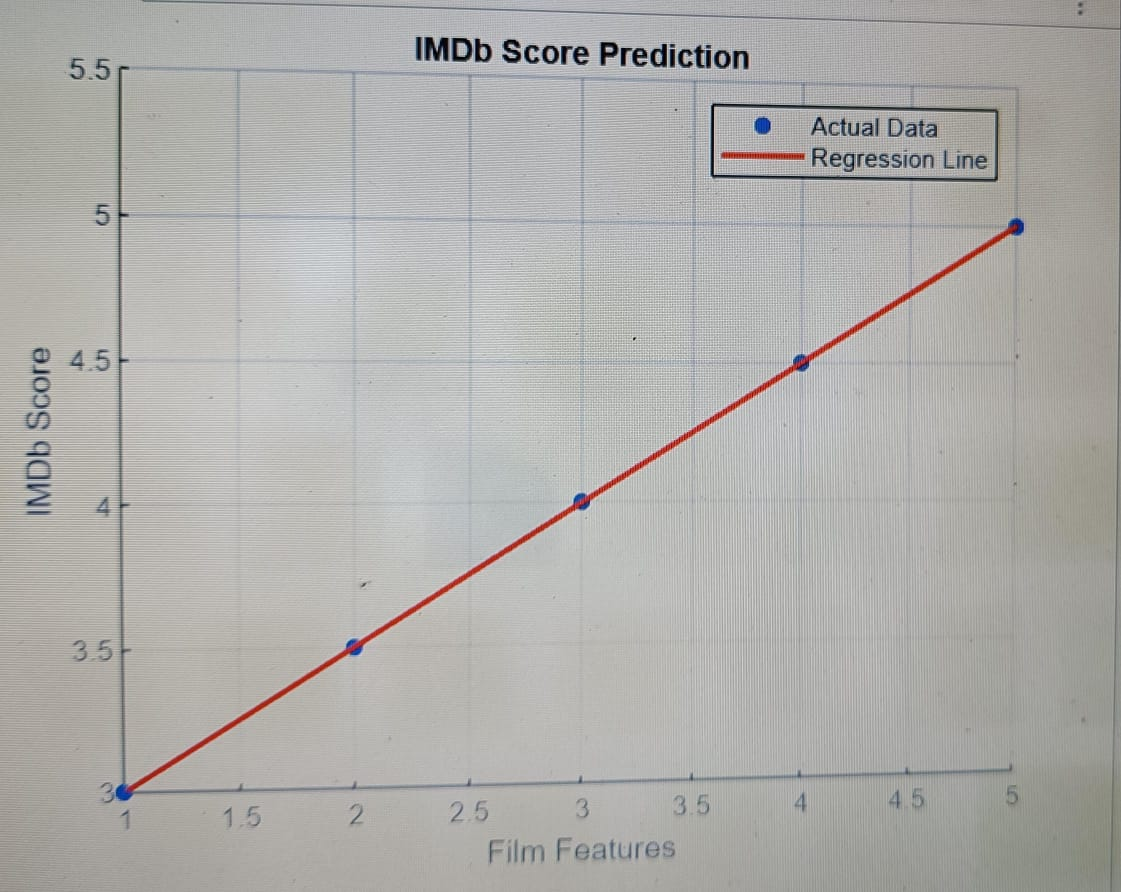 IMDb Score Prediction
Actual Data
Regression Line
5.5
5
4.5
4
3.5
3
IMDb Score
1 1.5 2 2.5 3 3.5 4 4.5 5
Film Features